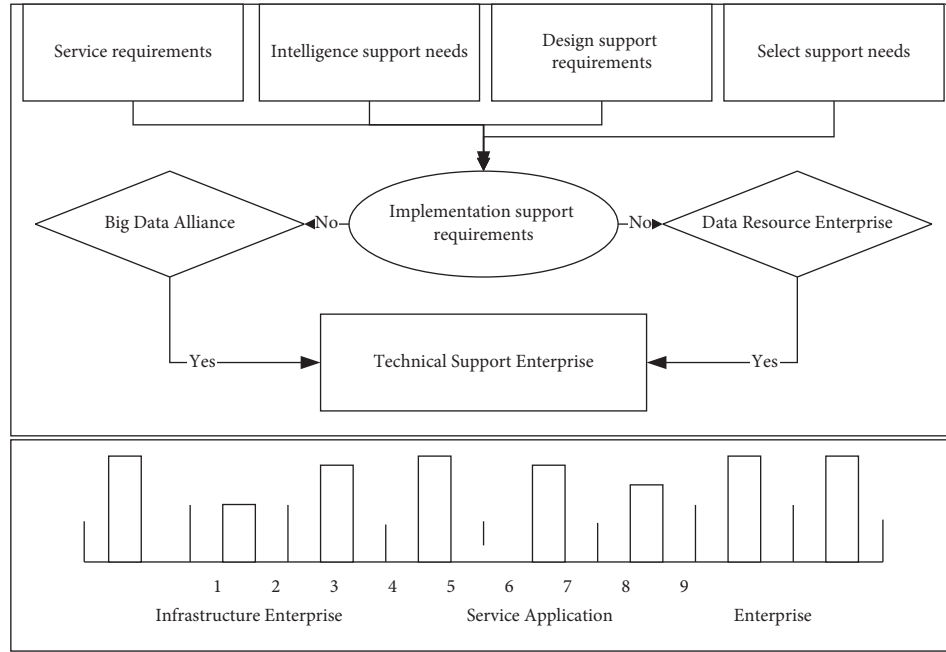 Service requirements
Intelligence support needs
Design support
requirements
Select support needs
Big Data Alliance
No
Implementation support
requirements
No
Data Resource Enterprise
Yes
Technical Support Enterprise
Yes
1 2 3 4 5 6 7 8 9
Infrastructure Enterprise Service Application Enterprise